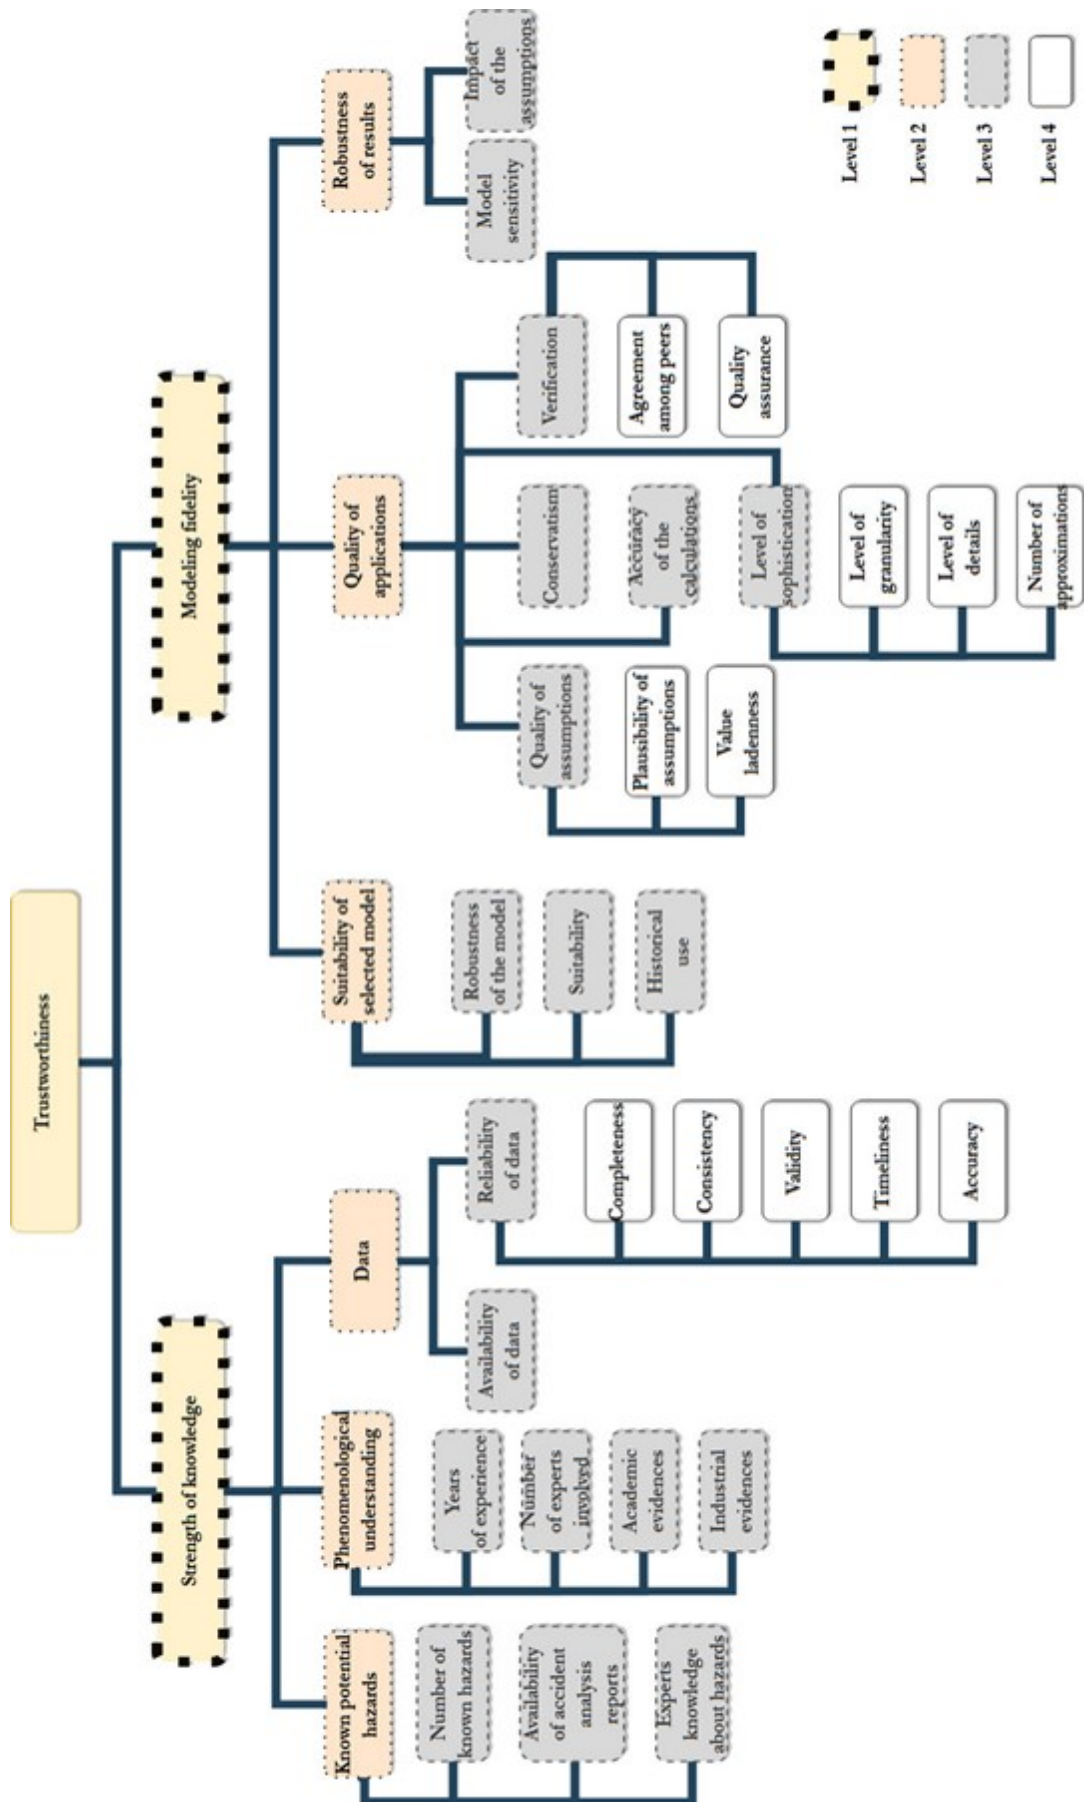 Trustworthiness
Strength of knowledge
Modeling fidelity
Known potential
hazards
Phenomenological
understanding
Data
Suitability of
selected model
Quality of
applications
Robustness
of results
Number of
known hazards
Availability
of accident
analysis
reports
Experts
knowledge
about hazards
Years
of experience
Number
of experts
involved
Academic
evidences
Industrial
evidences
Availability
of data
Reliability
of data
Completeness
Consistency
Validity
Timeliness
Accuracy
Robustness
of the model
Suitability
Historical
use
Quality of
assumptions
Plausibility of
assumptions
Value
ladenness
Conservatism
Accuracy
of the
calculations
Level of
sophistication
Level of
granularity
Level of
details
Number of
approximations
Verification
Agreement
among peers
Quality
assurance
Model
sensitivity
Impact
of the
assumptions
Level 1
Level 2
Level 3
Level 4